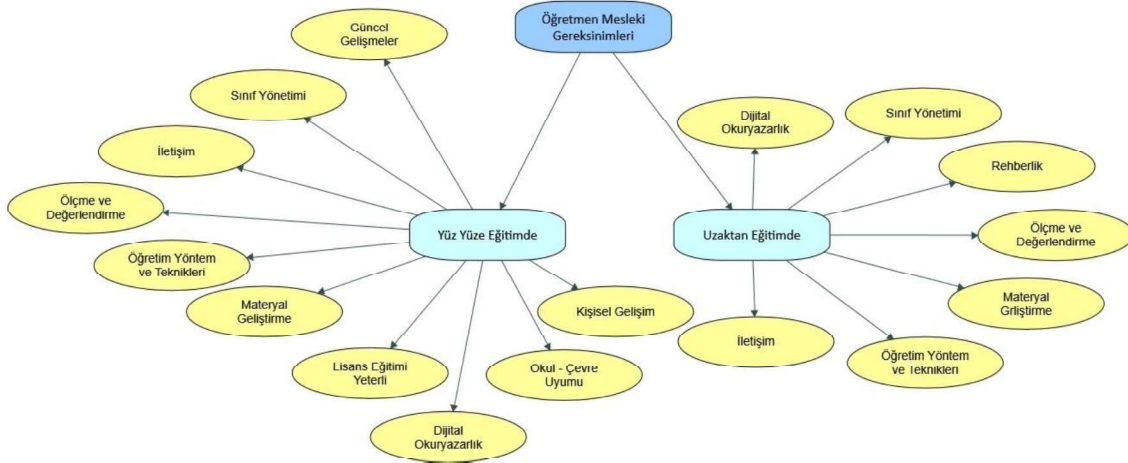 Öğretmen Mesleki
Gereksinimleri
Güncel
Gelişmeler
Sınıf Yönetimi
İletişim
Ölçme ve
Değerlendirme
Öğretim Yöntem
ve Teknikleri
Materyal
Geliştirme
Lisans Eğitimi
Yeterli
Dijital
Okuryazarlık
Okul - Çevre
Uyumu
Kişisel Gelişim
Yüz Yüze Eğitimde
Uzaktan Eğitimde
Dijital
Okuryazarlık
Sınıf Yönetimi
Rehberlik
Ölçme ve
Değerlendirme
Materyal
Grliştirme
Öğretim Yöntem
ve Teknikleri
İletişim